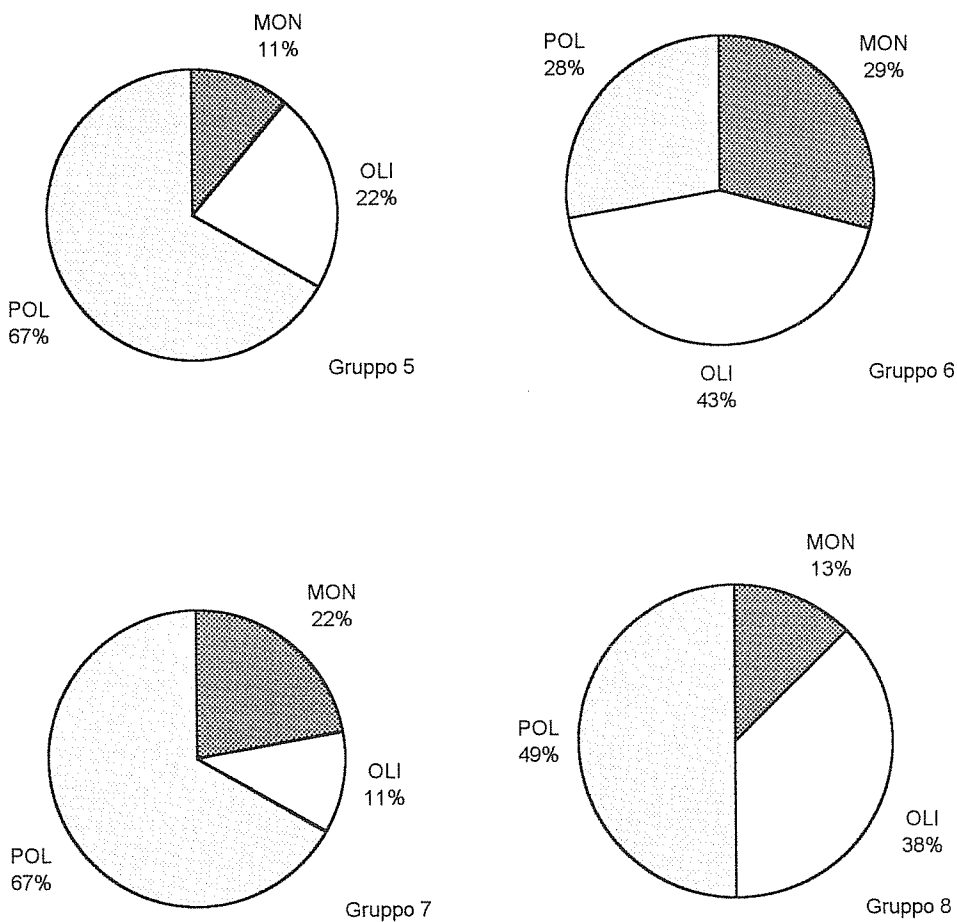 MON
11%
OLI
22%
POL
67%
Gruppo 5
POL
28%
MON
29%
OLI
43%
Gruppo 6
MON
22%
OLI
11%
POL
67%
Gruppo 7
MON
13%
POL
49%
OLI
38%
Gruppo 8